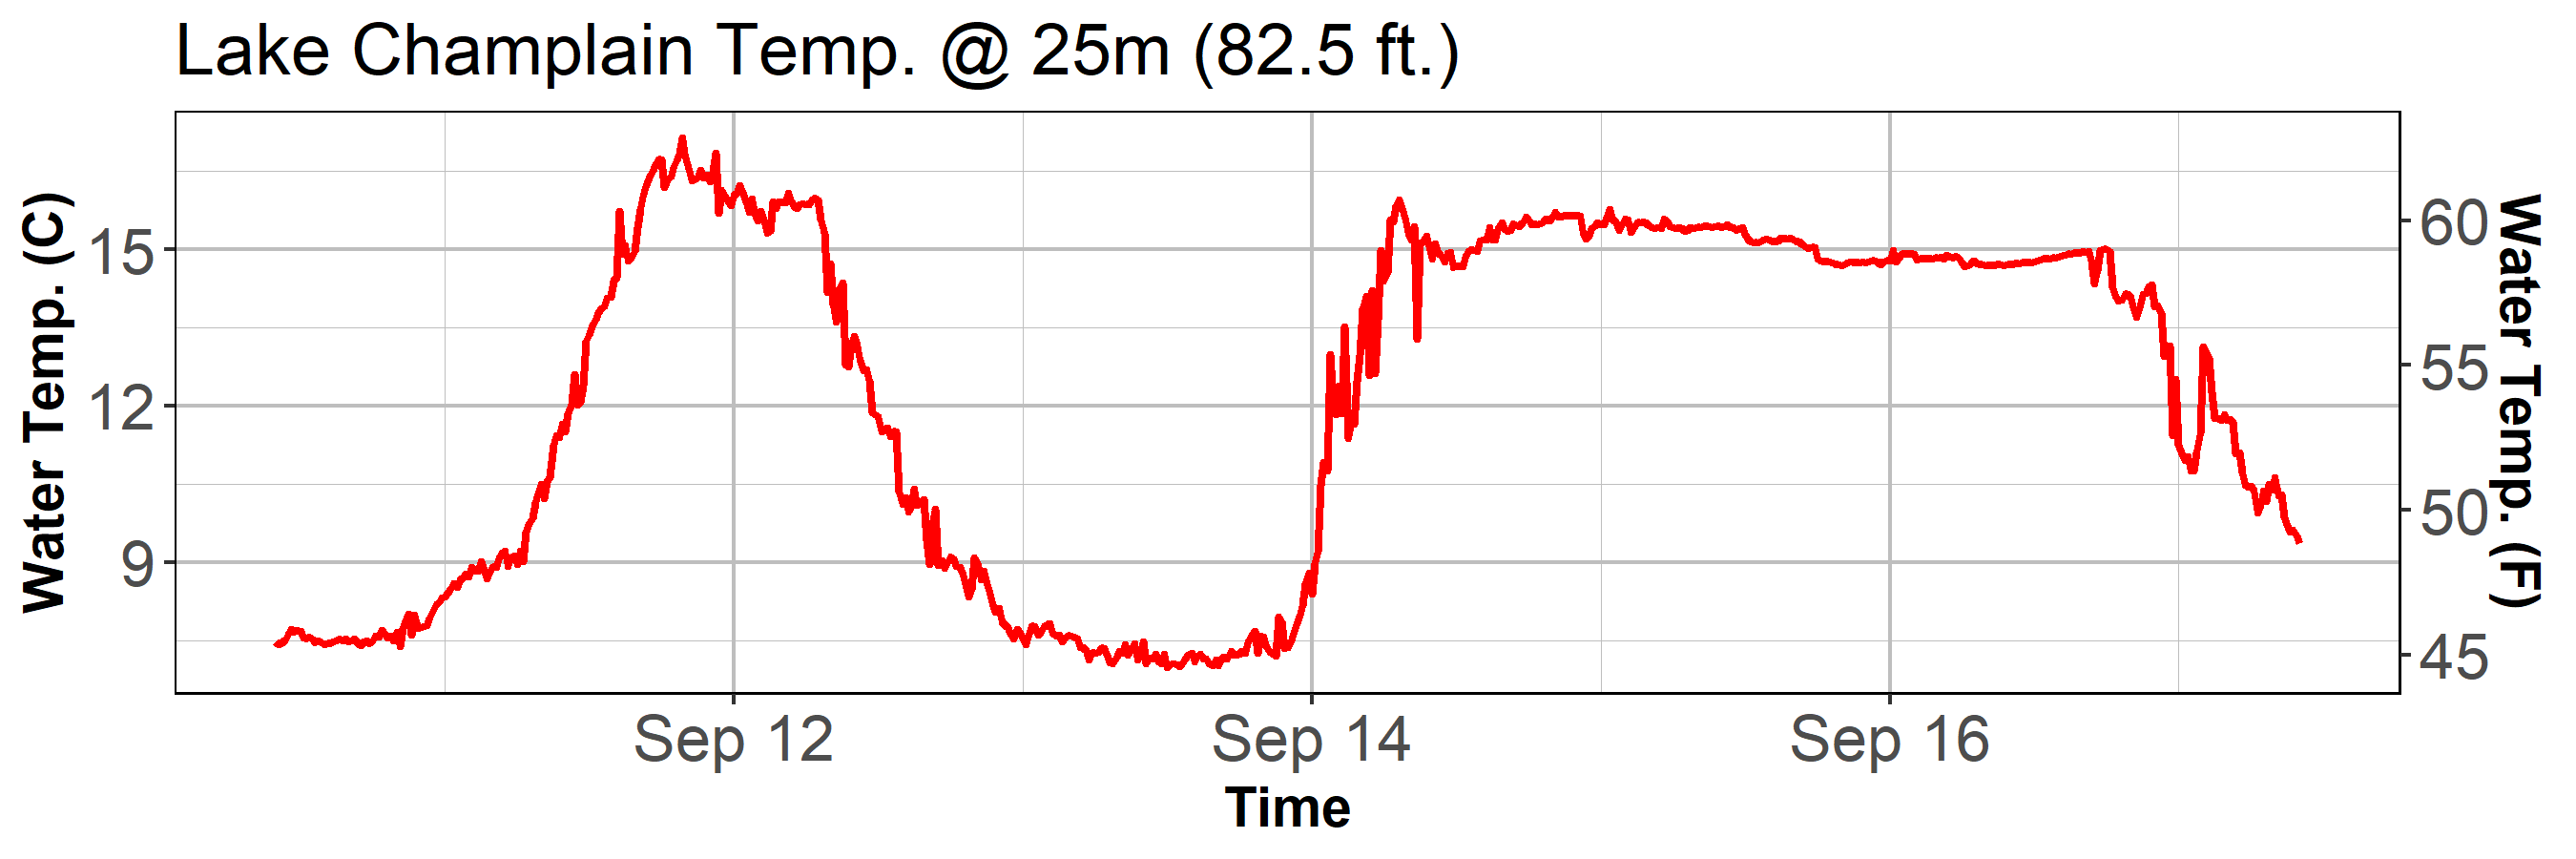 Lake Champlain Temp. @ 25m (82.5 ft.)
Water Temp. (C)
15
12
9
60
55
50
45
Water Temp. (F)
Sep 12
Sep 14
Sep 16
Time